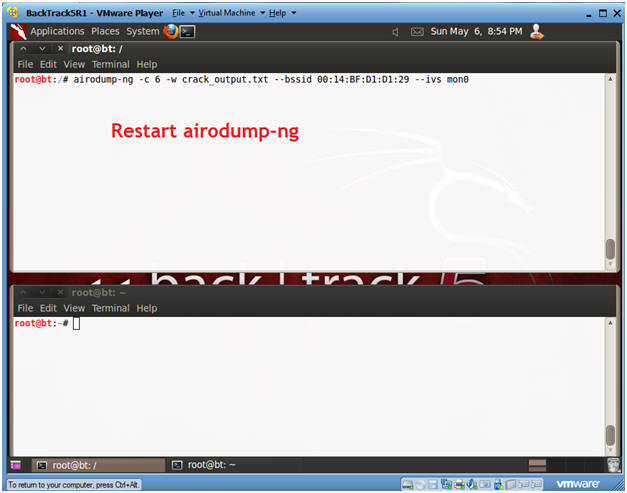 BackTrack5R1 - VMware Player File Virtual Machine Help
Applications Places System Sun May 6, 8:54 PM
root@bt: /
File Edit View Terminal Help
root@bt:/# airodump-ng -c 6 -w crack_output.txt --bssid 00:14:BF:D1:D1:29 --ivs mon0
Restart airodump-ng
<< back | track 5
root@bt: ~
File Edit View Terminal Help
root@bt:~#
root@bt: / root@bt: ~
To return to your computer, press Ctrl+Alt.
vmware